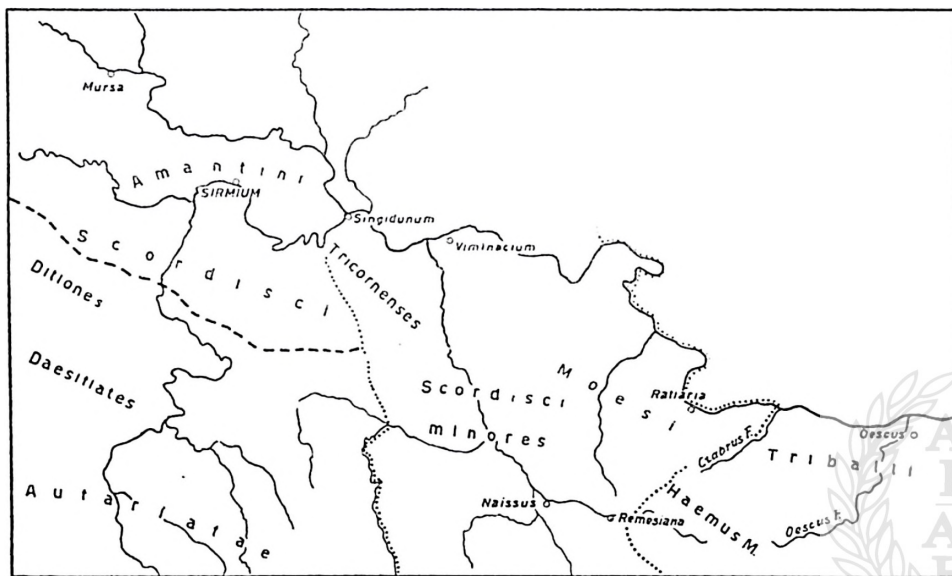 Mursa
Amantini
SIRMIUM
Singidunum
Viminacium
Scordisci
Tricornenses
Ditiones
Daesitiates
Scordisci
minores
Moesi
Ratiaria
Oescus
Ciabrus F.
Triballi
Autariatae
Naissus
Remesiana
Haemus M.
Oescus F.